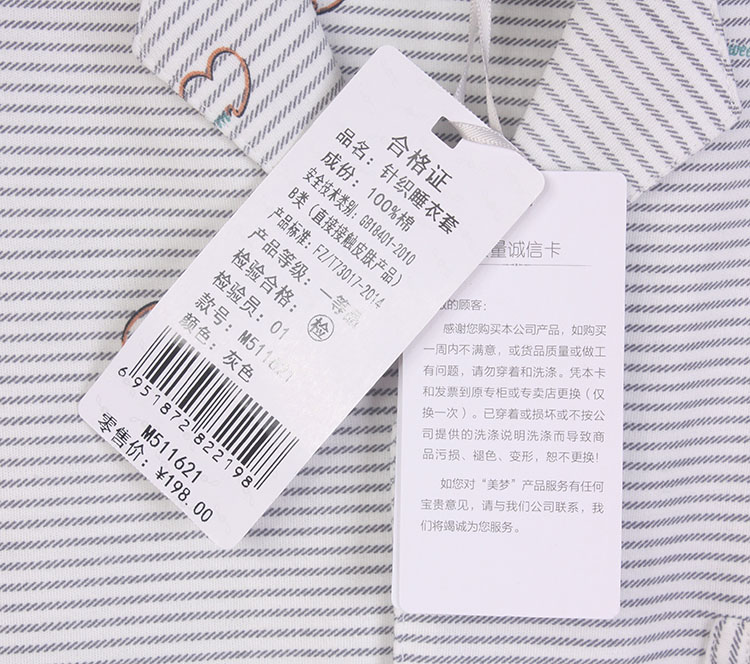 合格证
品名：针织睡衣套
成份：100%棉
安全技术类别：GB18401-2010
B类（直接接触皮肤产品）
产品标准：FZ/T73017-2014
产品等级：一等
检验合格：检
检验员：01
款号：M511621
颜色：灰色
6951872822198
M511621
零售价：¥198.00
量诚信卡
的顾客：
感谢您购买本公司产品，如购买
一周内不满意，或货品质量或做工
有问题，请勿穿着和洗涤。凭本卡
和发票到原专柜或专卖店更换（仅
换一次）。已穿着或损坏或不按公
司提供的洗涤说明洗涤而导致商
品污损、褪色、变形，恕不更换！
如您对“美梦”产品服务有任何
宝贵意见，请与我们公司联系，我
们将竭诚为您服务。